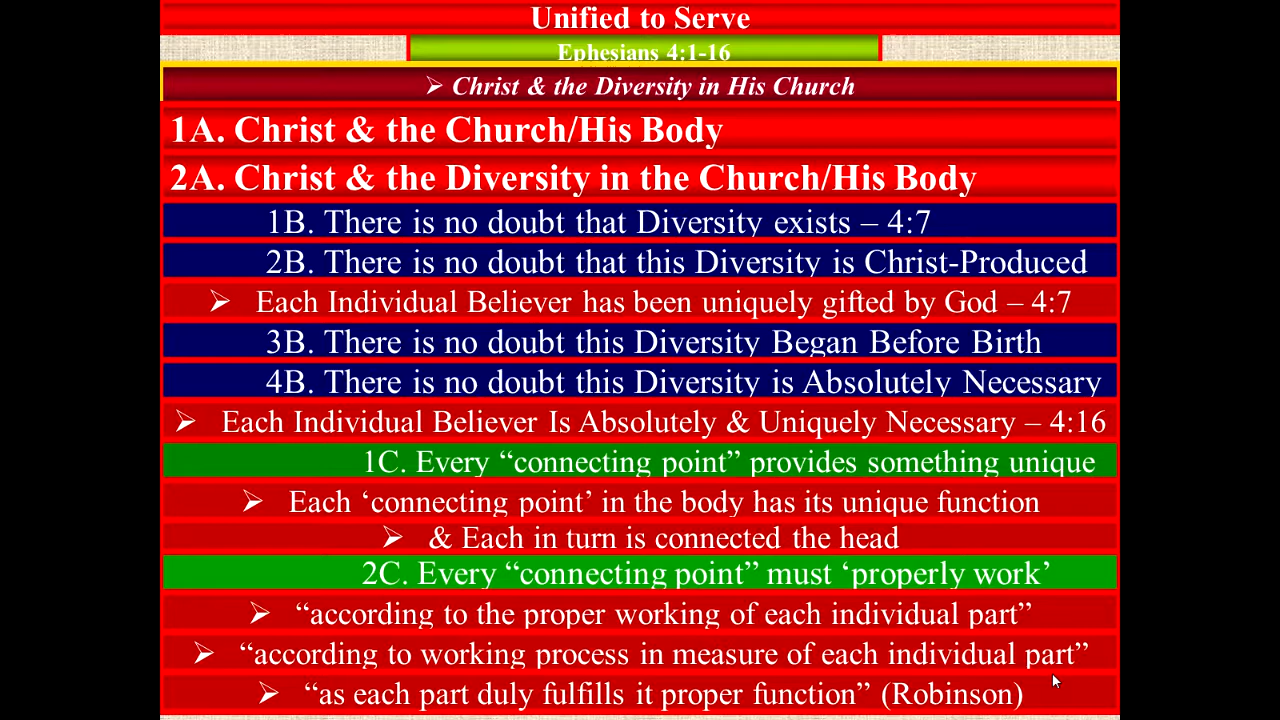 Unified to Serve
Ephesians 4:1-16
➢ Christ & the Diversity in His Church
1A. Christ & the Church/His Body
2A. Christ & the Diversity in the Church/His Body
1B. There is no doubt that Diversity exists – 4:7
2B. There is no doubt that this Diversity is Christ-Produced
➢ Each Individual Believer has been uniquely gifted by God – 4:7
3B. There is no doubt this Diversity Began Before Birth
4B. There is no doubt this Diversity is Absolutely Necessary
➢ Each Individual Believer Is Absolutely & Uniquely Necessary – 4:16
1C. Every “connecting point” provides something unique
➢ Each ‘connecting point’ in the body has its unique function
➢ & Each in turn is connected the head
2C. Every “connecting point” must ‘properly work’
➢ “according to the proper working of each individual part”
➢ “according to working process in measure of each individual part”
➢ “as each part duly fulfills it proper function” (Robinson)